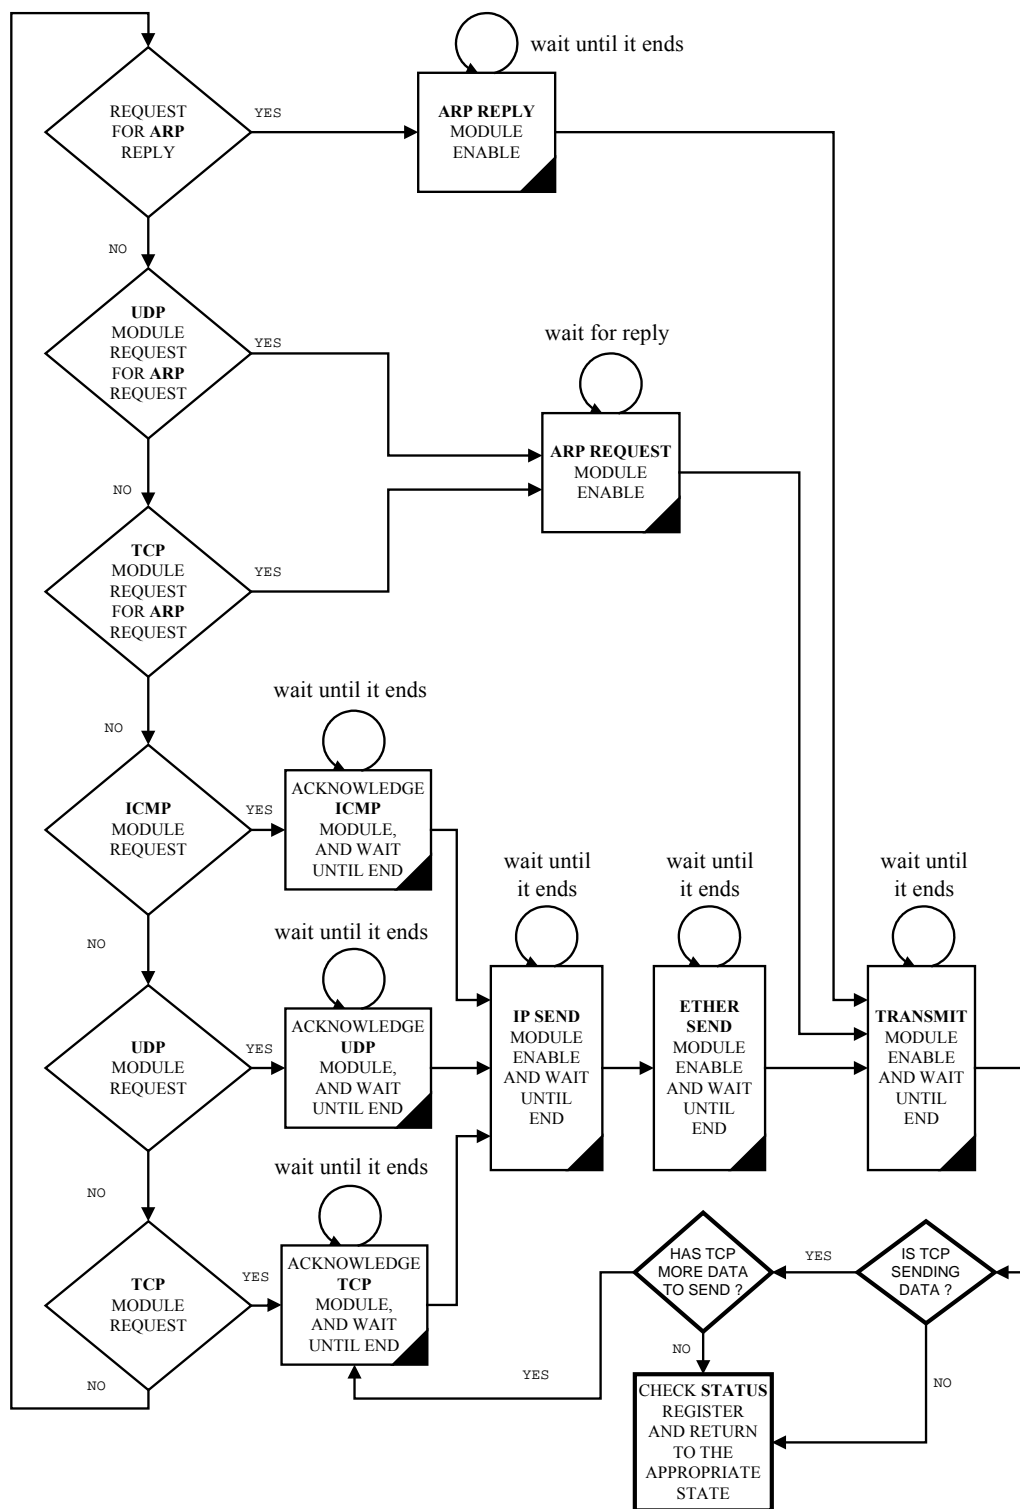 wait until it ends
REQUEST
FOR ARP
REPLY
YES
ARP REPLY
MODULE
ENABLE
NO
UDP
MODULE
REQUEST
FOR ARP
REQUEST
YES
wait for reply
ARP REQUEST
MODULE
ENABLE
NO
TCP
MODULE
REQUEST
FOR ARP
REQUEST
YES
NO
wait until it ends
ICMP
MODULE
REQUEST
YES
ACKNOWLEDGE
ICMP
MODULE,
AND WAIT
UNTIL END
NO
wait until it ends
UDP
MODULE
REQUEST
YES
ACKNOWLEDGE
UDP
MODULE,
AND WAIT
UNTIL END
wait until
it ends
IP SEND
MODULE
ENABLE
AND WAIT
UNTIL
END
wait until
it ends
ETHER
SEND
MODULE
ENABLE
AND WAIT
UNTIL
END
wait until
it ends
TRANSMIT
MODULE
ENABLE
AND WAIT
UNTIL
END
NO
wait until it ends
TCP
MODULE
REQUEST
YES
ACKNOWLEDGE
TCP
MODULE,
AND WAIT
UNTIL END
NO
HAS TCP
MORE DATA
TO SEND ?
YES
IS TCP
SENDING
DATA ?
YES
NO
NO
CHECK STATUS
REGISTER
AND RETURN
TO THE
APPROPRIATE
STATE